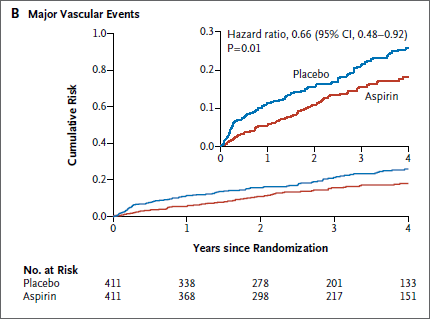 B Major Vascular Events
1.0
0.8
0.6
0.4
0.2
0.0
Cumulative Risk
0.3
0.2
0.1
0.0
Hazard ratio, 0.66 (95% CI, 0.48–0.92)
P=0.01
Placebo
Aspirin
0 1 2 3 4
0 1 2 3 4
Years since Randomization
No. at Risk
Placebo 411 338 278 201 133
Aspirin 411 368 298 217 151